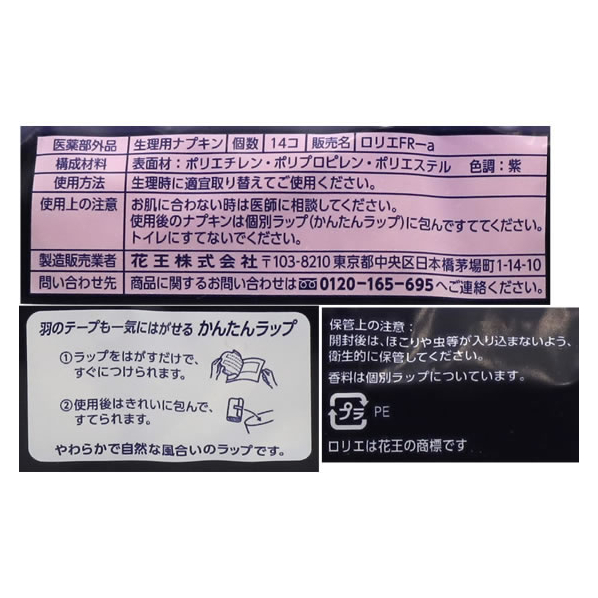 医薬部外品 生理用ナプキン 個数 14コ 販売名 ロリエFR-a
構成材料 表面材：ポリエチレン・ポリプロピレン・ポリエステル 色調：紫
使用方法 生理時に適宜取り替えてご使用ください。
使用上の注意 お肌に合わない時は医師に相談してください。
使用後のナプキンは個別ラップ(かんたんラップ)に包んですててください。
トイレにすてないでください。
製造販売業者 花王株式会社 〒103-8210 東京都中央区日本橋茅場町1-14-10
問い合わせ先 商品に関するお問い合わせは 0120-165-695へご連絡ください。
羽のテープも一気にはがせる かんたんラップ
①ラップをはがすだけで、
すぐにつけられます。
②使用後はきれいに包んで、
すてられます。
やわらかで自然な風合いのラップです。
保管上の注意：
開封後は、ほこりや虫等が入り込まないよう、
衛生的に保管してください。
香料は個別ラップについています。
プラ PE
ロリエは花王の商標です